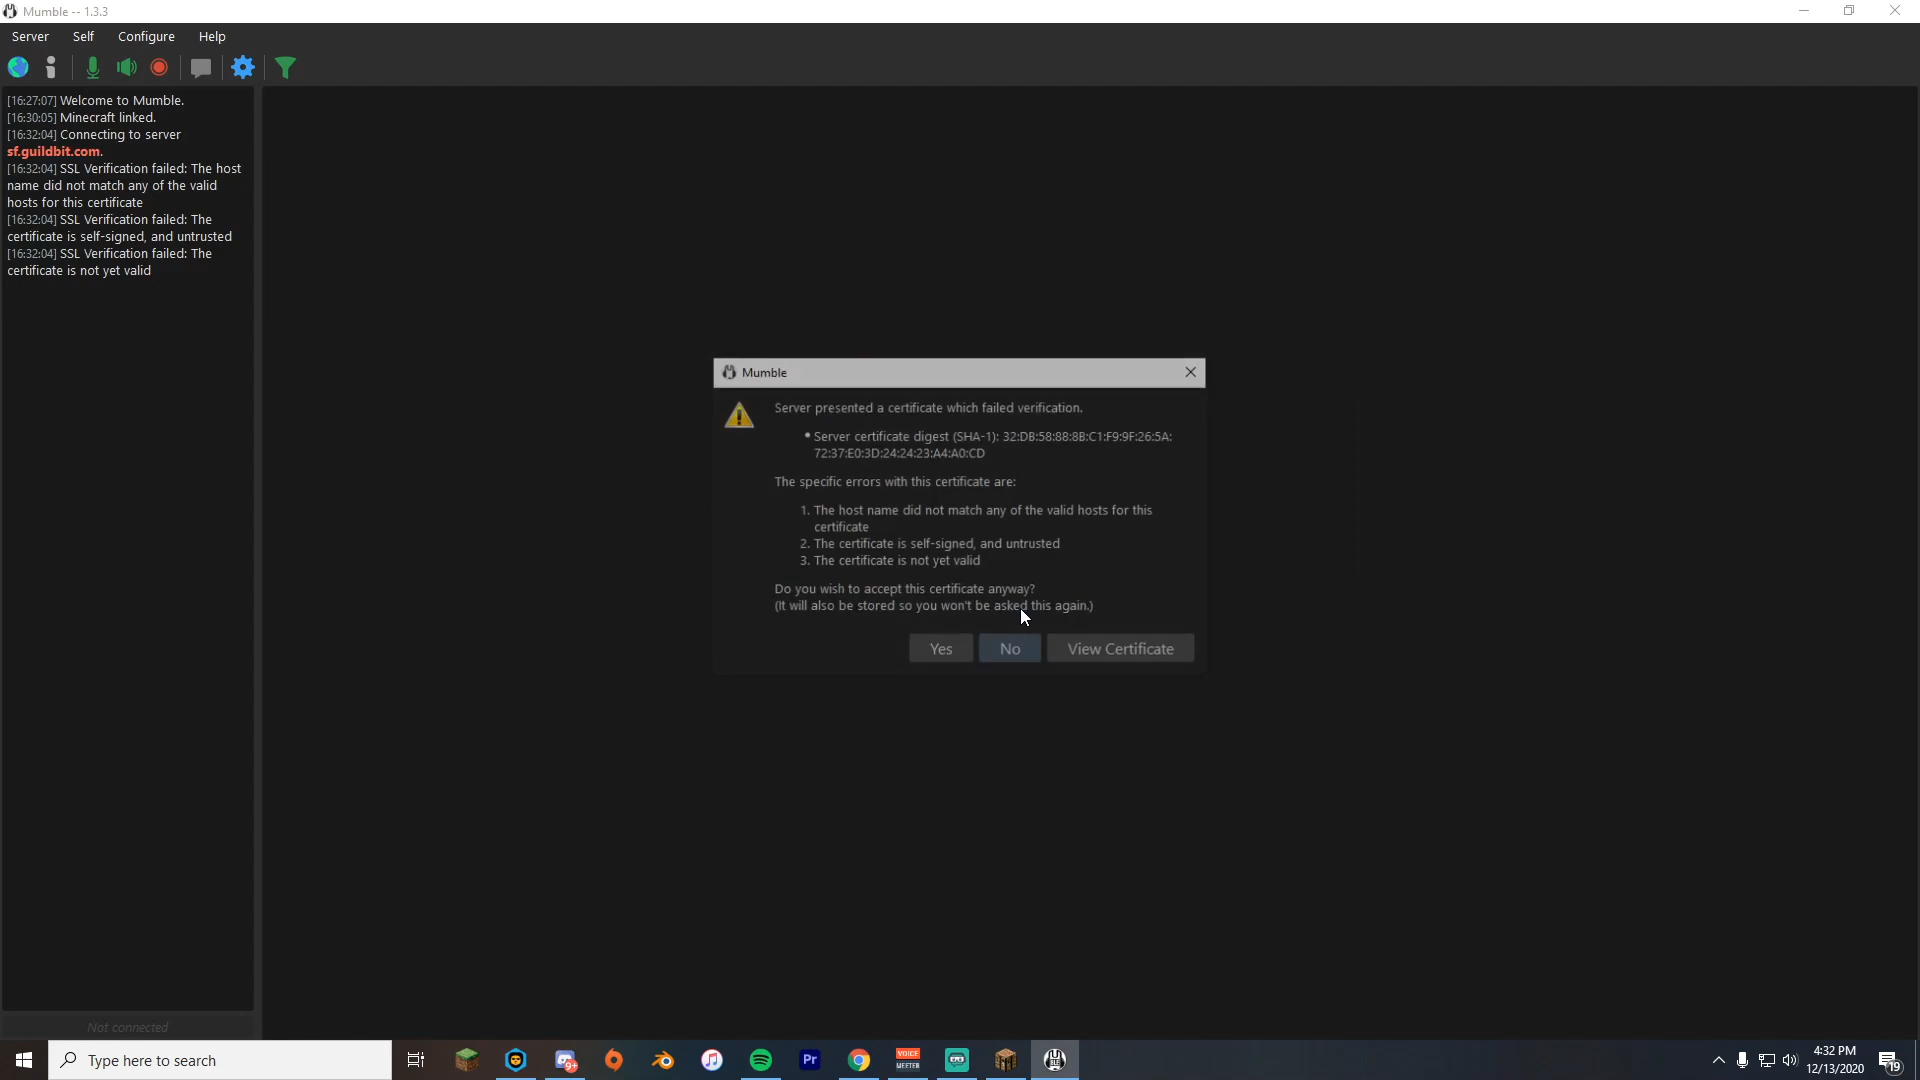 Mumble -- 1.3.3
Server Self Configure Help
[16:27:07] Welcome to Mumble.
[16:30:05] Minecraft linked.
[16:32:04] Connecting to server
sf.guildbit.com.
[16:32:04] SSL Verification failed: The host
name did not match any of the valid
hosts for this certificate
[16:32:04] SSL Verification failed: The
certificate is self-signed, and untrusted
[16:32:04] SSL Verification failed: The
certificate is not yet valid
Mumble
Server presented a certificate which failed verification.
• Server certificate digest (SHA-1): 32:DB:58:88:8B:C1:F9:9F:26:5A:
72:37:E0:3D:24:24:23:A4:A0:CD
The specific errors with this certificate are:
1. The host name did not match any of the valid hosts for this
certificate
2. The certificate is self-signed, and untrusted
3. The certificate is not yet valid
Do you wish to accept this certificate anyway?
(It will also be stored so you won't be asked this again.)
Yes No View Certificate
Not connected
Type here to search
9+
Pr
VOICE
MEETER
BLE
4:32 PM
12/13/2020
19